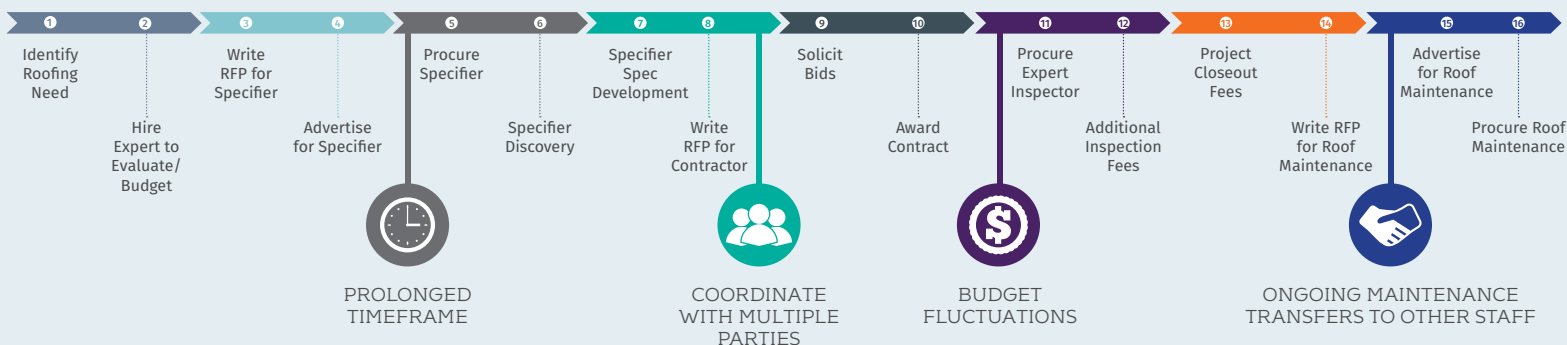 1
Identify
Roofing
Need
2
Hire
Expert to
Evaluate/
Budget
3
Write
RFP for
Specifier
4
Advertise
for Specifier
5
Procure
Specifier
6
Specifier
Discovery
7
Specifier
Spec
Development
8
Write
RFP for
Contractor
9
Solicit
Bids
10
Award
Contract
11
Procure
Expert
Inspector
12
Additional
Inspection
Fees
13
Project
Closeout
Fees
14
Write RFP
for Roof
Maintenance
15
Advertise
for Roof
Maintenance
16
Procure Roof
Maintenance
$
PROLONGED
TIMEFRAME
COORDINATE
WITH MULTIPLE
PARTIES
BUDGET
FLUCTUATIONS
ONGOING MAINTENANCE
TRANSFERS TO OTHER STAFF